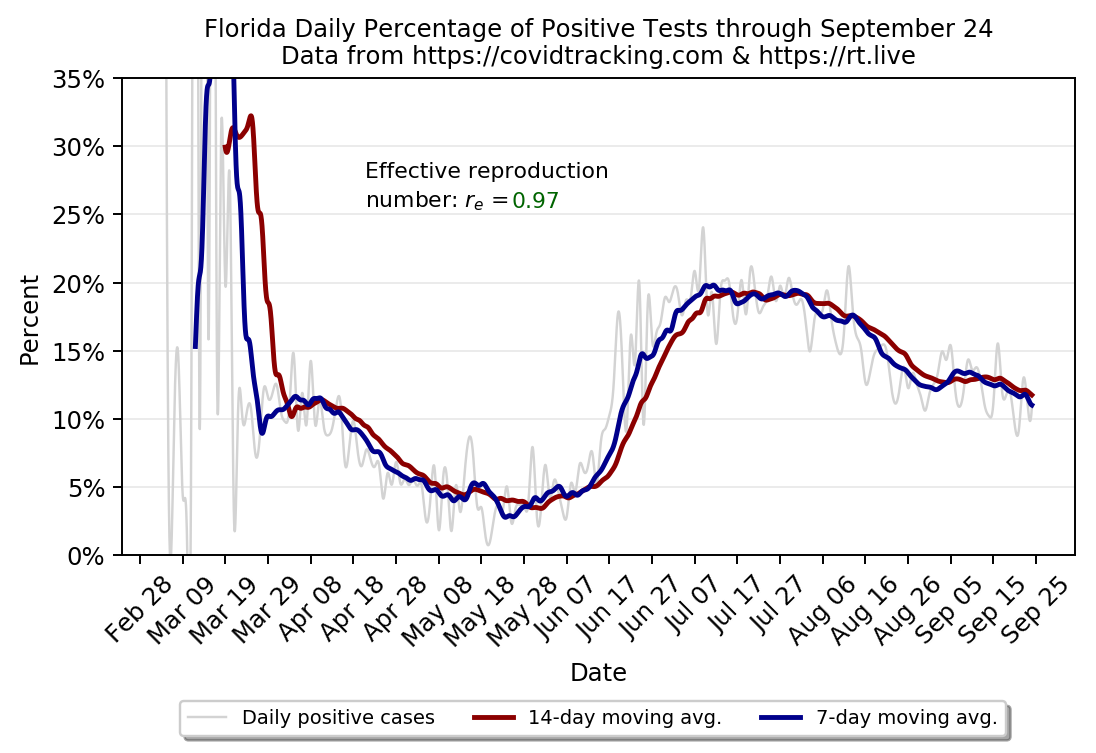 Florida Daily Percentage of Positive Tests through September 24
Data from https://covidtracking.com & https://rt.live
35%
30%
25%
20%
15%
10%
5%
0%
Percent
Effective reproduction
number: rₑ = 0.97
Feb 28
Mar 09
Mar 19
Mar 29
Apr 08
Apr 18
Apr 28
May 08
May 18
May 28
Jun 07
Jun 17
Jun 27
Jul 07
Jul 17
Jul 27
Aug 06
Aug 16
Aug 26
Sep 05
Sep 15
Sep 25
Date
Daily positive cases
14-day moving avg.
7-day moving avg.